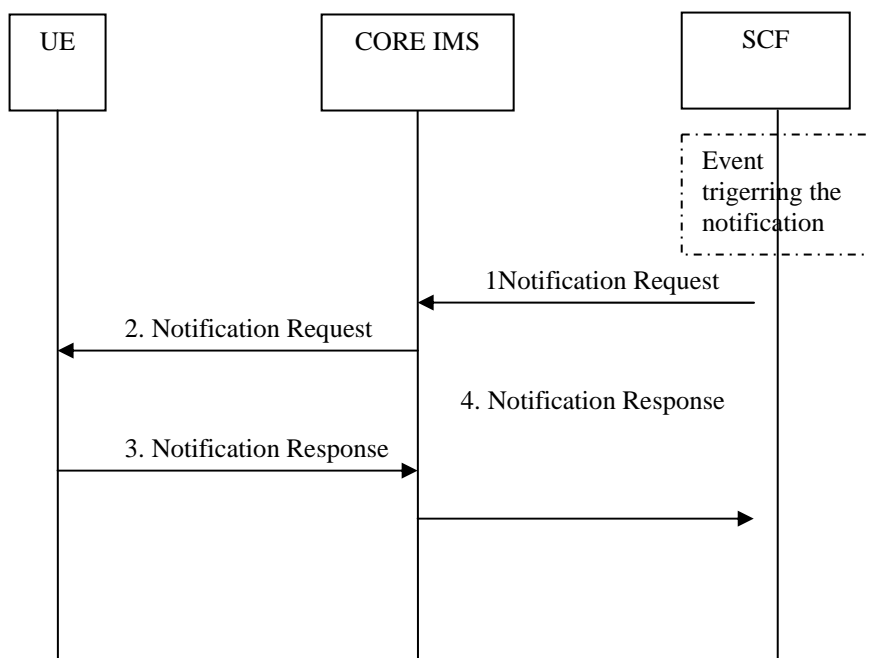 UE
CORE IMS
SCF
Event
trigerring the
notification
1Notification Request
2. Notification Request
4. Notification Response
3. Notification Response